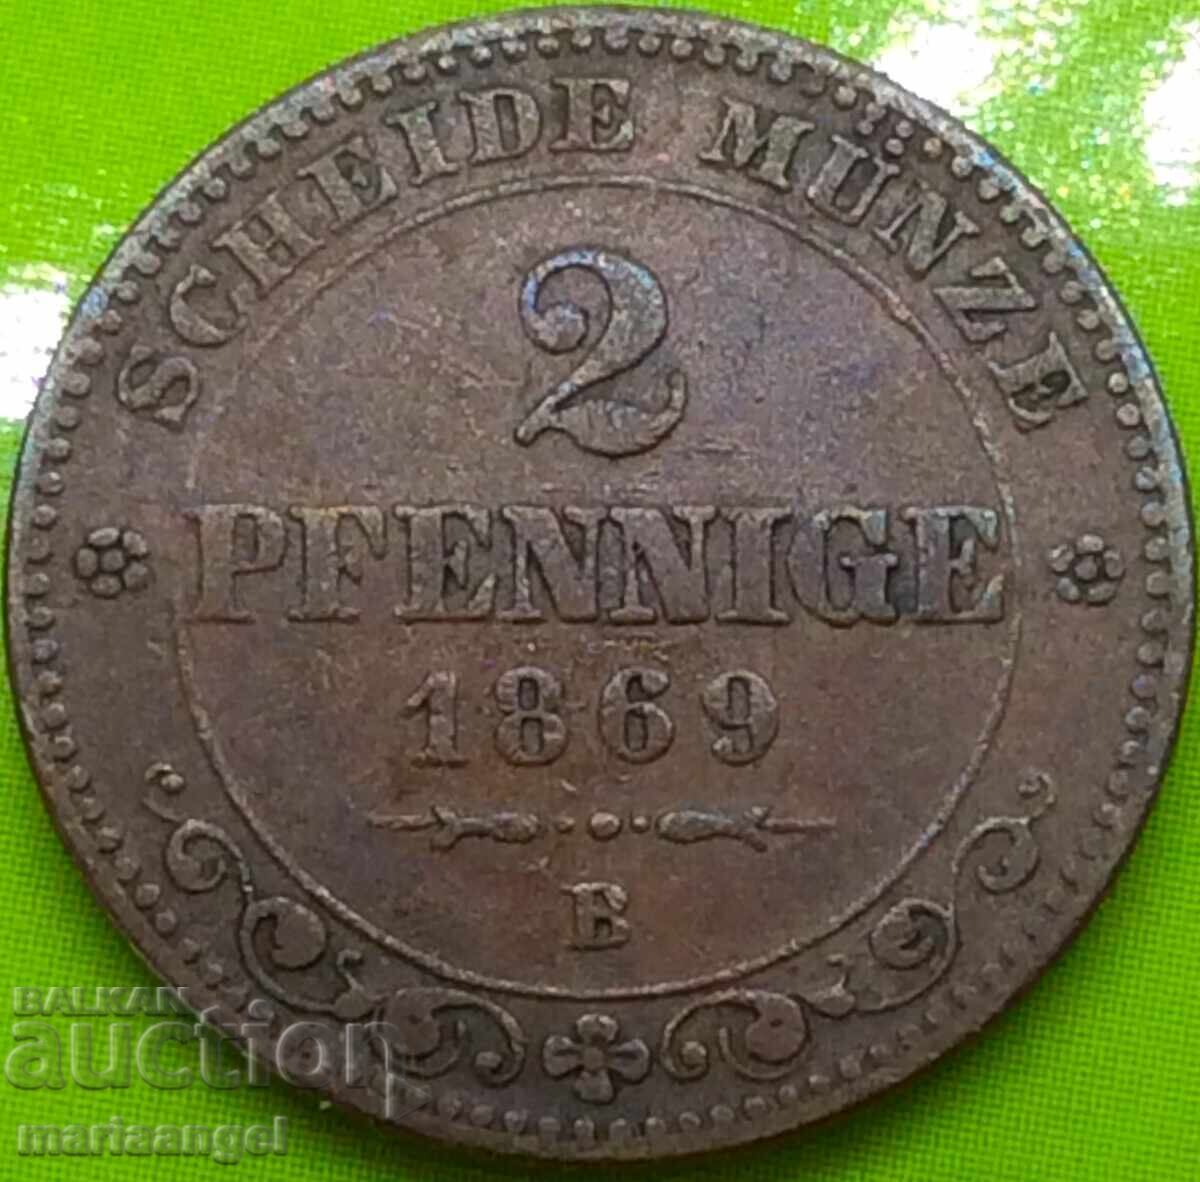 SCHEIDE MÜNZE
2
PFENNIGE
1869
B
BALKAN
auction
mariaangel